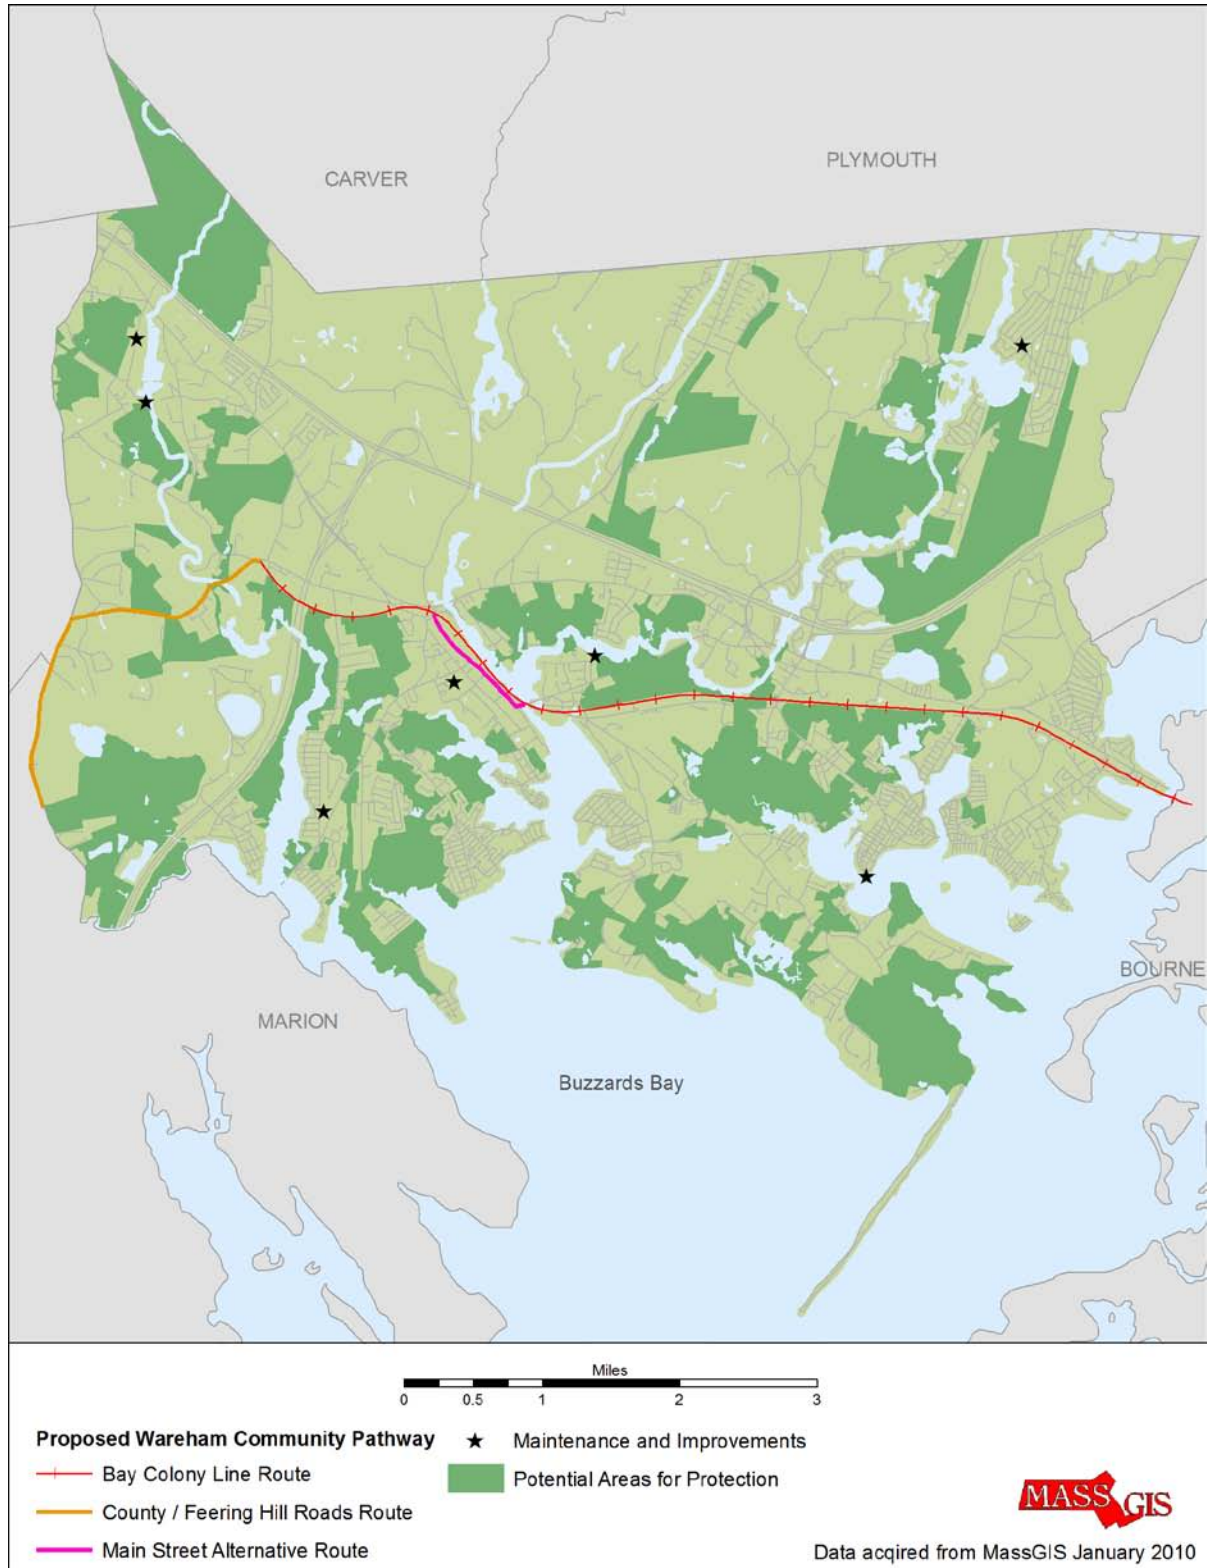 CARVER
PLYMOUTH
BOURNE
MARION
Buzzards Bay
Miles
0 0.5 1 2 3
Proposed Wareham Community Pathway
Bay Colony Line Route
County / Feering Hill Roads Route
Main Street Alternative Route
Maintenance and Improvements
Potential Areas for Protection
MASS GIS
Data acqired from MassGIS January 2010